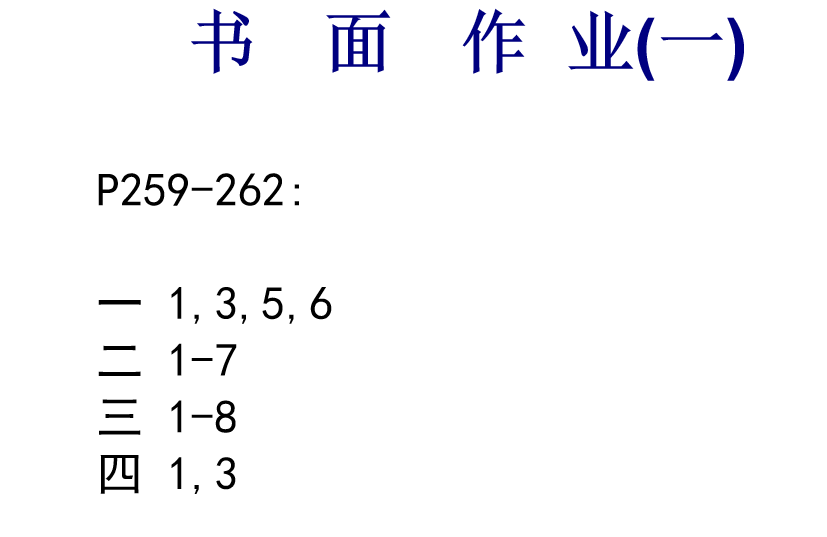 书 面 作 业(一)
P259-262:
一 1,3,5,6
二 1-7
三 1-8
四 1,3